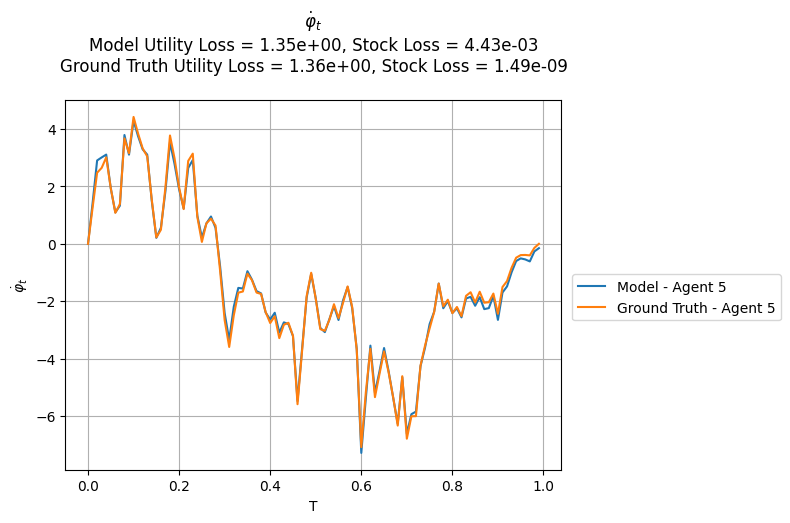 φ̇ₜ
Model Utility Loss = 1.35e+00, Stock Loss = 4.43e-03
Ground Truth Utility Loss = 1.36e+00, Stock Loss = 1.49e-09
4
2
0
−2
−4
−6
φ̇ₜ
0.0 0.2 0.4 0.6 0.8 1.0
T
Model - Agent 5
Ground Truth - Agent 5